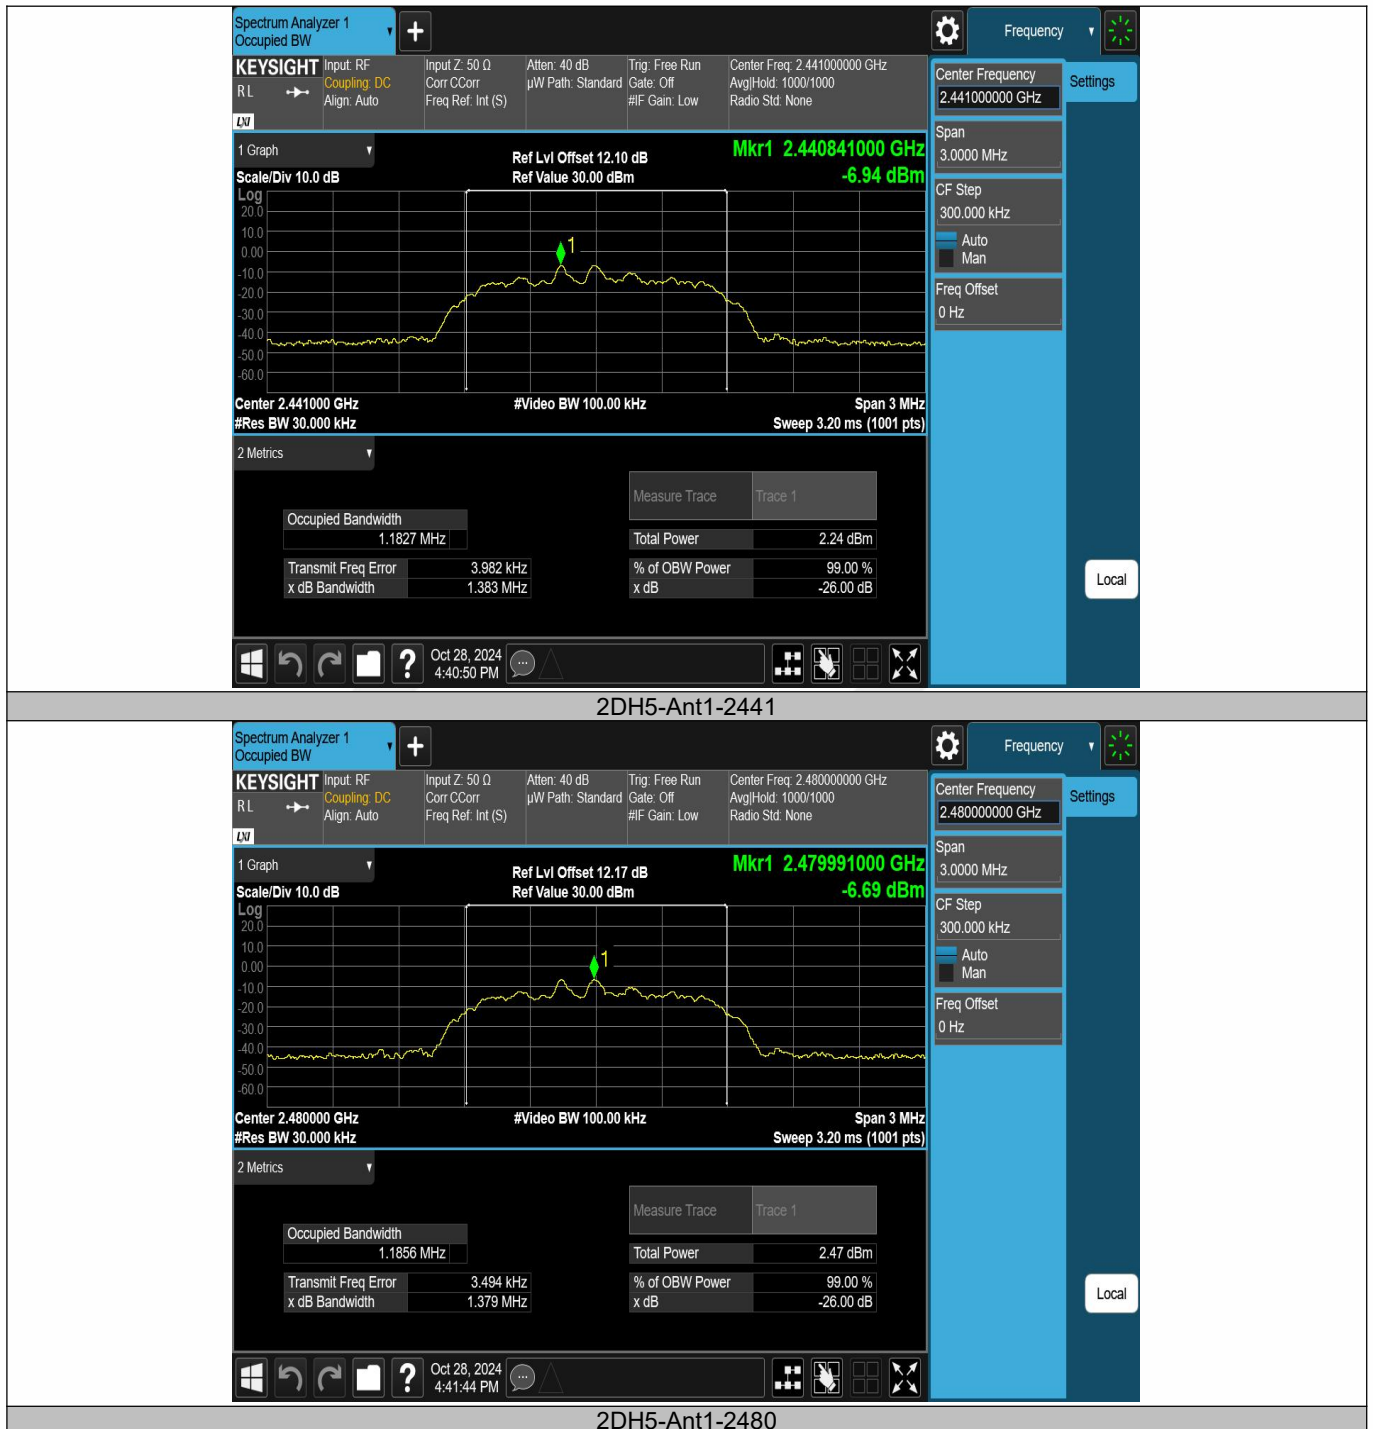 Spectrum Analyzer 1
Occupied BW
Frequency
KEYSIGHT
R L
LXI
Input: RF
Coupling: DC
Align: Auto
Input Z: 50 Ω
Corr CCorr
Freq Ref: Int (S)
Atten: 40 dB
µW Path: Standard
Trig: Free Run
Gate: Off
#IF Gain: Low
Center Freq: 2.441000000 GHz
Avg|Hold: 1000/1000
Radio Std: None
Center Frequency
2.441000000 GHz
Settings
Span
3.0000 MHz
CF Step
300.000 kHz
Auto
Man
Freq Offset
0 Hz
Local
1 Graph
Scale/Div 10.0 dB
Ref Lvl Offset 12.10 dB
Ref Value 30.00 dBm
Mkr1 2.440841000 GHz
-6.94 dBm
Log
20.0
10.0
0.00
-10.0
-20.0
-30.0
-40.0
-50.0
-60.0
1
Center 2.441000 GHz
#Video BW 100.00 kHz
Span 3 MHz
#Res BW 30.000 kHz
Sweep 3.20 ms (1001 pts)
2 Metrics
Measure Trace Trace 1
Occupied Bandwidth
1.1827 MHz
Total Power 2.24 dBm
Transmit Freq Error 3.982 kHz
% of OBW Power 99.00 %
x dB Bandwidth 1.383 MHz
x dB -26.00 dB
?
Oct 28, 2024
4:40:50 PM
2DH5-Ant1-2441
Spectrum Analyzer 1
Occupied BW
Frequency
KEYSIGHT
R L
LXI
Input: RF
Coupling: DC
Align: Auto
Input Z: 50 Ω
Corr CCorr
Freq Ref: Int (S)
Atten: 40 dB
µW Path: Standard
Trig: Free Run
Gate: Off
#IF Gain: Low
Center Freq: 2.480000000 GHz
Avg|Hold: 1000/1000
Radio Std: None
Center Frequency
2.480000000 GHz
Settings
Span
3.0000 MHz
CF Step
300.000 kHz
Auto
Man
Freq Offset
0 Hz
Local
1 Graph
Scale/Div 10.0 dB
Ref Lvl Offset 12.17 dB
Ref Value 30.00 dBm
Mkr1 2.479991000 GHz
-6.69 dBm
Log
20.0
10.0
0.00
-10.0
-20.0
-30.0
-40.0
-50.0
-60.0
1
Center 2.480000 GHz
#Video BW 100.00 kHz
Span 3 MHz
#Res BW 30.000 kHz
Sweep 3.20 ms (1001 pts)
2 Metrics
Measure Trace Trace 1
Occupied Bandwidth
1.1856 MHz
Total Power 2.47 dBm
Transmit Freq Error 3.494 kHz
% of OBW Power 99.00 %
x dB Bandwidth 1.379 MHz
x dB -26.00 dB
?
Oct 28, 2024
4:41:44 PM
2DH5-Ant1-2480